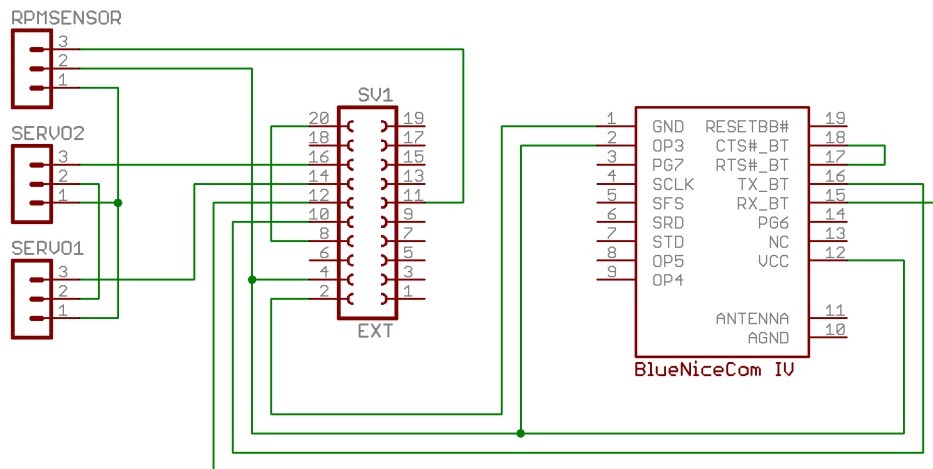 RPMSENSOR
3
2
1
SERVO2
3
2
1
SERVO1
3
2
1
SV1
20 19
18 17
16 15
14 13
12 11
10 9
8 7
6 5
4 3
2 1
EXT
1 GND RESETBB# 19
2 OP3 CTS#_BT 18
3 PG7 RTS#_BT 17
4 SCLK TX_BT 16
5 SFS RX_BT 15
6 SRD PG6 14
7 STD NC 13
8 OP5 VCC 12
9 OP4
ANTENNA 11
AGND 10
BlueNiceCom IV